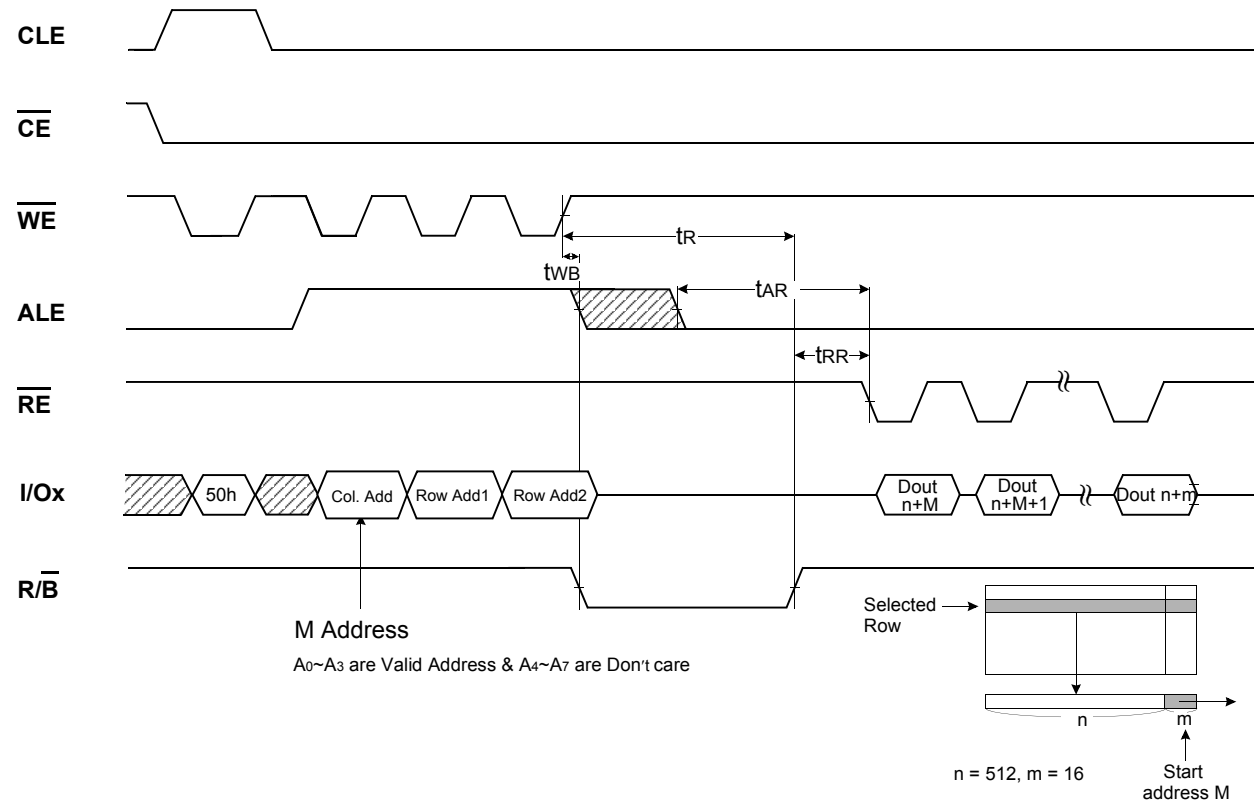 CLE
CE
WE
tR
tWB
ALE
tAR
tRR
RE
I/Ox
50h
Col. Add
Row Add1
Row Add2
Dout
n+M
Dout
n+M+1
Dout n+m
R/B
M Address
A0~A3 are Valid Address & A4~A7 are Don't care
Selected
Row
n
m
n = 512, m = 16
Start
address M